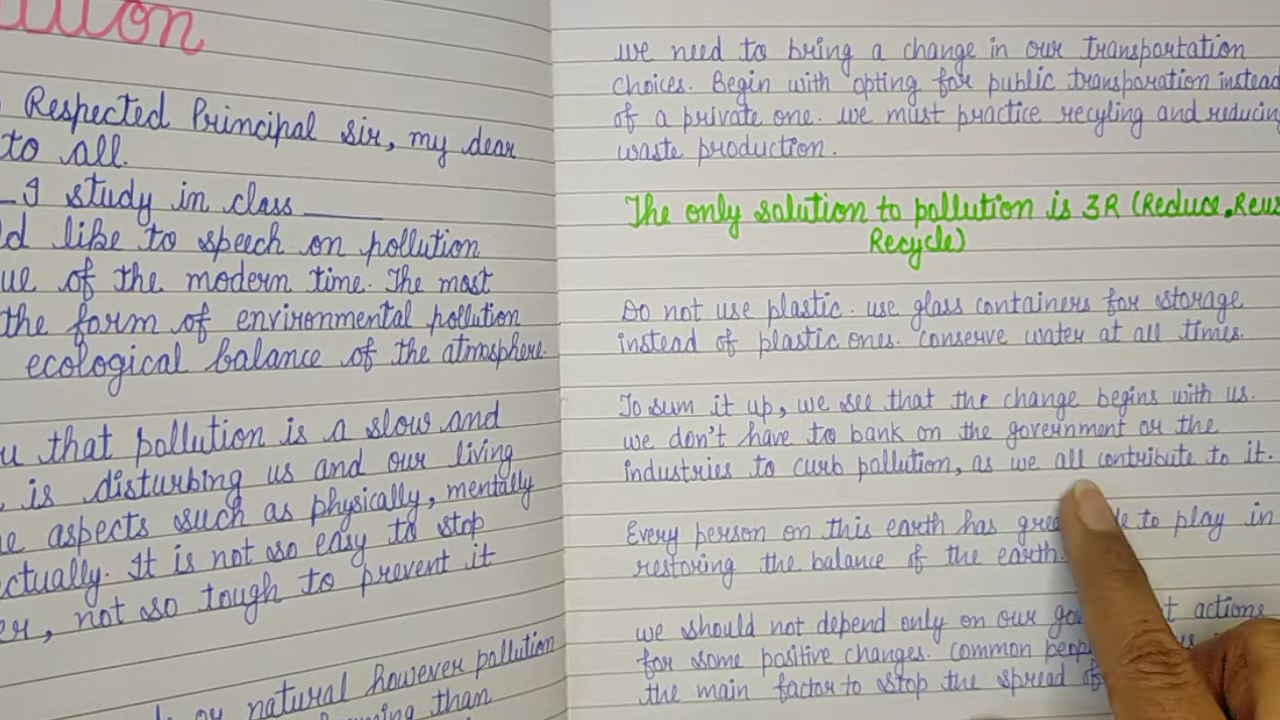 Respected Principal sir, my dear
to all.
I study in class
like to speech on pollution
of the modern time. The most
the form of environmental pollution
ecological balance of the atmosphere.
that pollution is a slow and
is disturbing us and our living
aspects such as physically, mentally
It is not so easy to stop
, not so tough to prevent it
natural however pollution
than
we need to bring a change in our transportation
choices. Begin with opting for public transporation instead
of a private one. we must practice recyling and reducin
waste production.
The only solution to pollution is 3R (Reduce, Reus
Recycle)
Do not use plastic. use glass containers for storage
instead of plastic ones. conserve water at all times.
To sum it up, we see that the change begins with us.
we don't have to bank on the government or the
industries to curb pollution, as we all contribute to it.
Every person on this earth has to play in
restoring the balance of the earth.
we should not depend only on our actions
for some positive changes. common
the main factor to stop the spread of